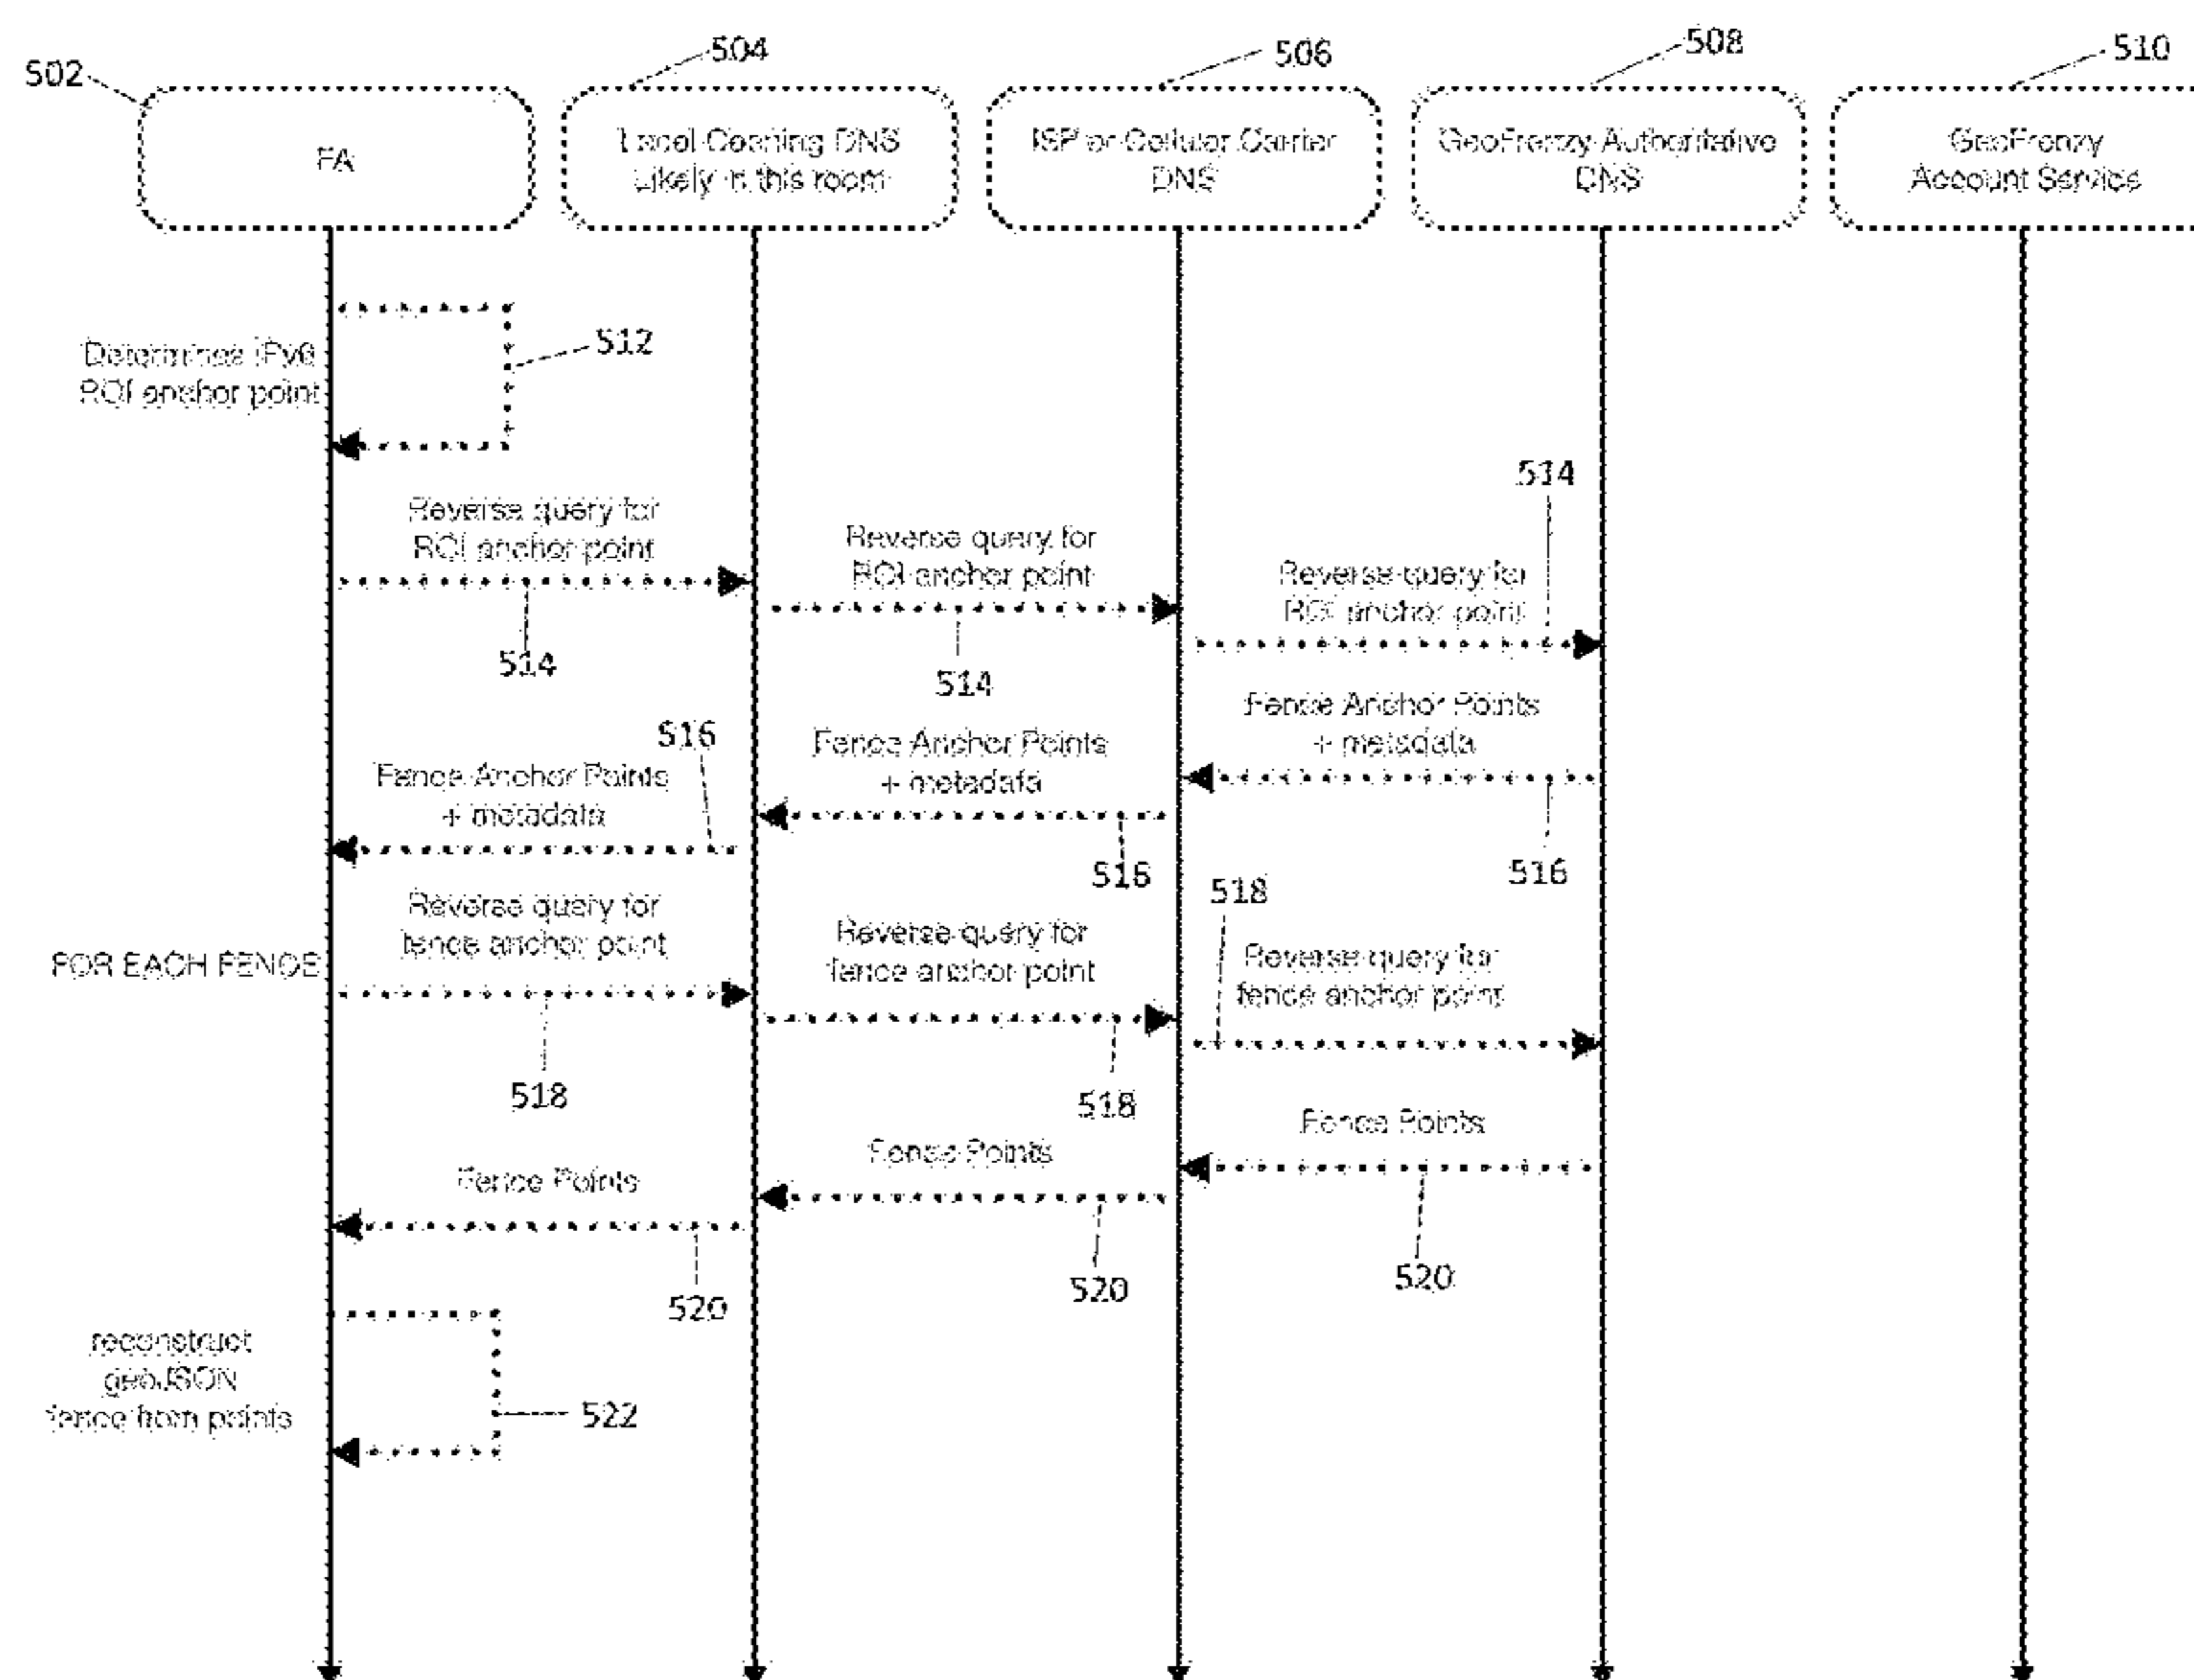 502
504
506
508
510
FA
Local Caching DNS
Likely in this room
ISP or Cellular Carrier
DNS
GeoFrenzy Authoritative
DNS
GeoFrenzy
Account Service
Determines IPv6
ROI anchor point
512
Reverse query for
ROI anchor point
514
Reverse query for
ROI anchor point
514
Reverse query for
ROI anchor point
514
Fence Anchor Points
+ metadata
516
Fence Anchor Points
+ metadata
516
Fence Anchor Points
+ metadata
516
FOR EACH FENCE
Reverse query for
fence anchor point
518
Reverse query for
fence anchor point
518
Reverse query for
fence anchor point
518
Fence Points
520
Fence Points
520
Fence Points
520
reconstruct
geoJSON
fence from points
522